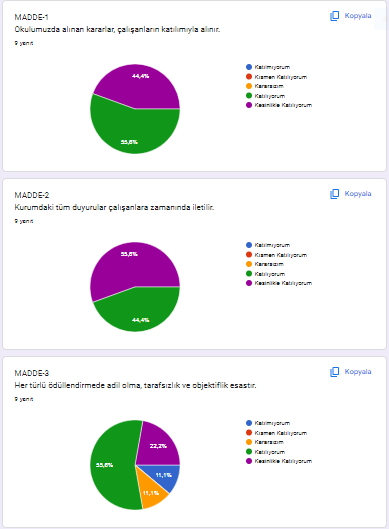 MADDE-1
Kopyala
Okulumuzda alınan kararlar, çalışanların katılımıyla alınır.
9 yanıt
44,4%
55,6%
Katılmıyorum
Kısmen Katılıyorum
Kararsızım
Katılıyorum
Kesinlikle Katılıyorum
MADDE-2
Kopyala
Kurumdaki tüm duyurular çalışanlara zamanında iletilir.
9 yanıt
55,6%
44,4%
Katılmıyorum
Kısmen Katılıyorum
Kararsızım
Katılıyorum
Kesinlikle Katılıyorum
MADDE-3
Kopyala
Her türlü ödüllendirmede adil olma, tarafsızlık ve objektiflik esastır.
9 yanıt
22,2%
55,6%
11,1%
11,1%
Katılmıyorum
Kısmen Katılıyorum
Kararsızım
Katılıyorum
Kesinlikle Katılıyorum